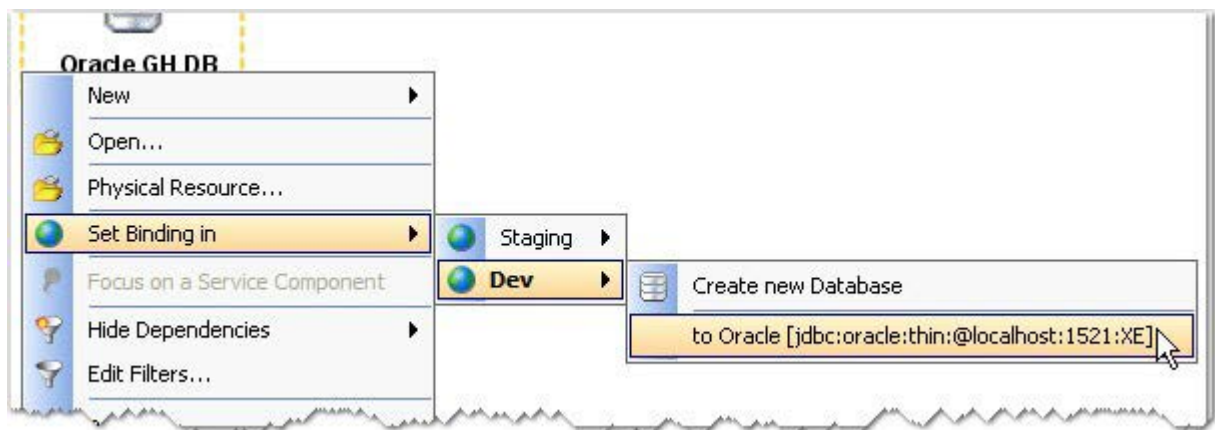 Oracle GH DB
New
Open...
Physical Resource...
Set Binding in
Staging
Focus on a Service Component
Dev
Create new Database
Hide Dependencies
to Oracle [jdbc:oracle:thin:@localhost:1521:XE]
Edit Filters...